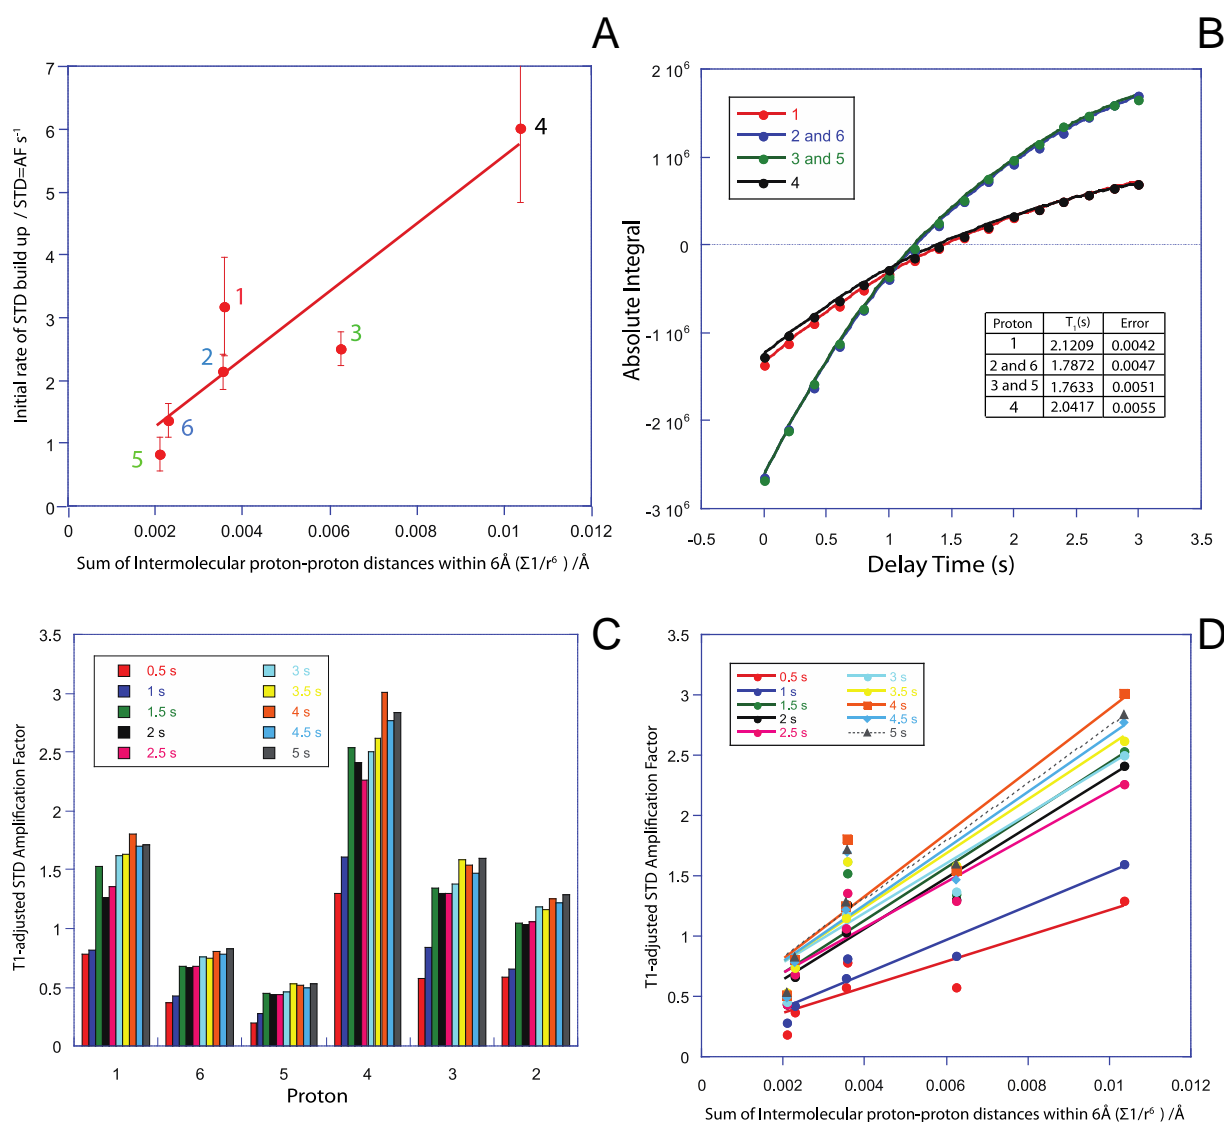 A
7
6
5
4
3
2
1
0
0
0.002
0.004
0.006
0.008
0.010
0.012
Initial rate of STD build up / STD=AF s⁻¹
Sum of Intermolecular proton-proton distances within 6Å (Σ1/r⁶ ) /Å
4
1
3
2
6
5
B
2 10⁶
1 10⁶
0
-1 10⁶
-2 10⁶
-3 10⁶
Absolute Integral
1
2 and 6
3 and 5
4
Proton T₁(s) Error
1 2.1209 0.0042
2 and 6 1.7872 0.0047
3 and 5 1.7633 0.0051
4 2.0417 0.0055
-0.5 0 0.5 1 1.5 2 2.5 3 3.5
Delay Time (s)
C
3.5
3
2.5
2
1.5
1
0.5
0
T1-adjusted STD Amplification Factor
0.5 s 3 s
1 s 3.5 s
1.5 s 4 s
2 s 4.5 s
2.5 s 5 s
1 6 5 4 3 2
Proton
D
3.5
3
2.5
2
1.5
1
0.5
0
T1-adjusted STD Amplification Factor
0.5 s 3 s
1 s 3.5 s
1.5 s 4 s
2 s 4.5 s
2.5 s 5 s
0 0.002 0.004 0.006 0.008 0.010 0.012
Sum of Intermolecular proton-proton distances within 6Å (Σ1/r⁶ ) /Å